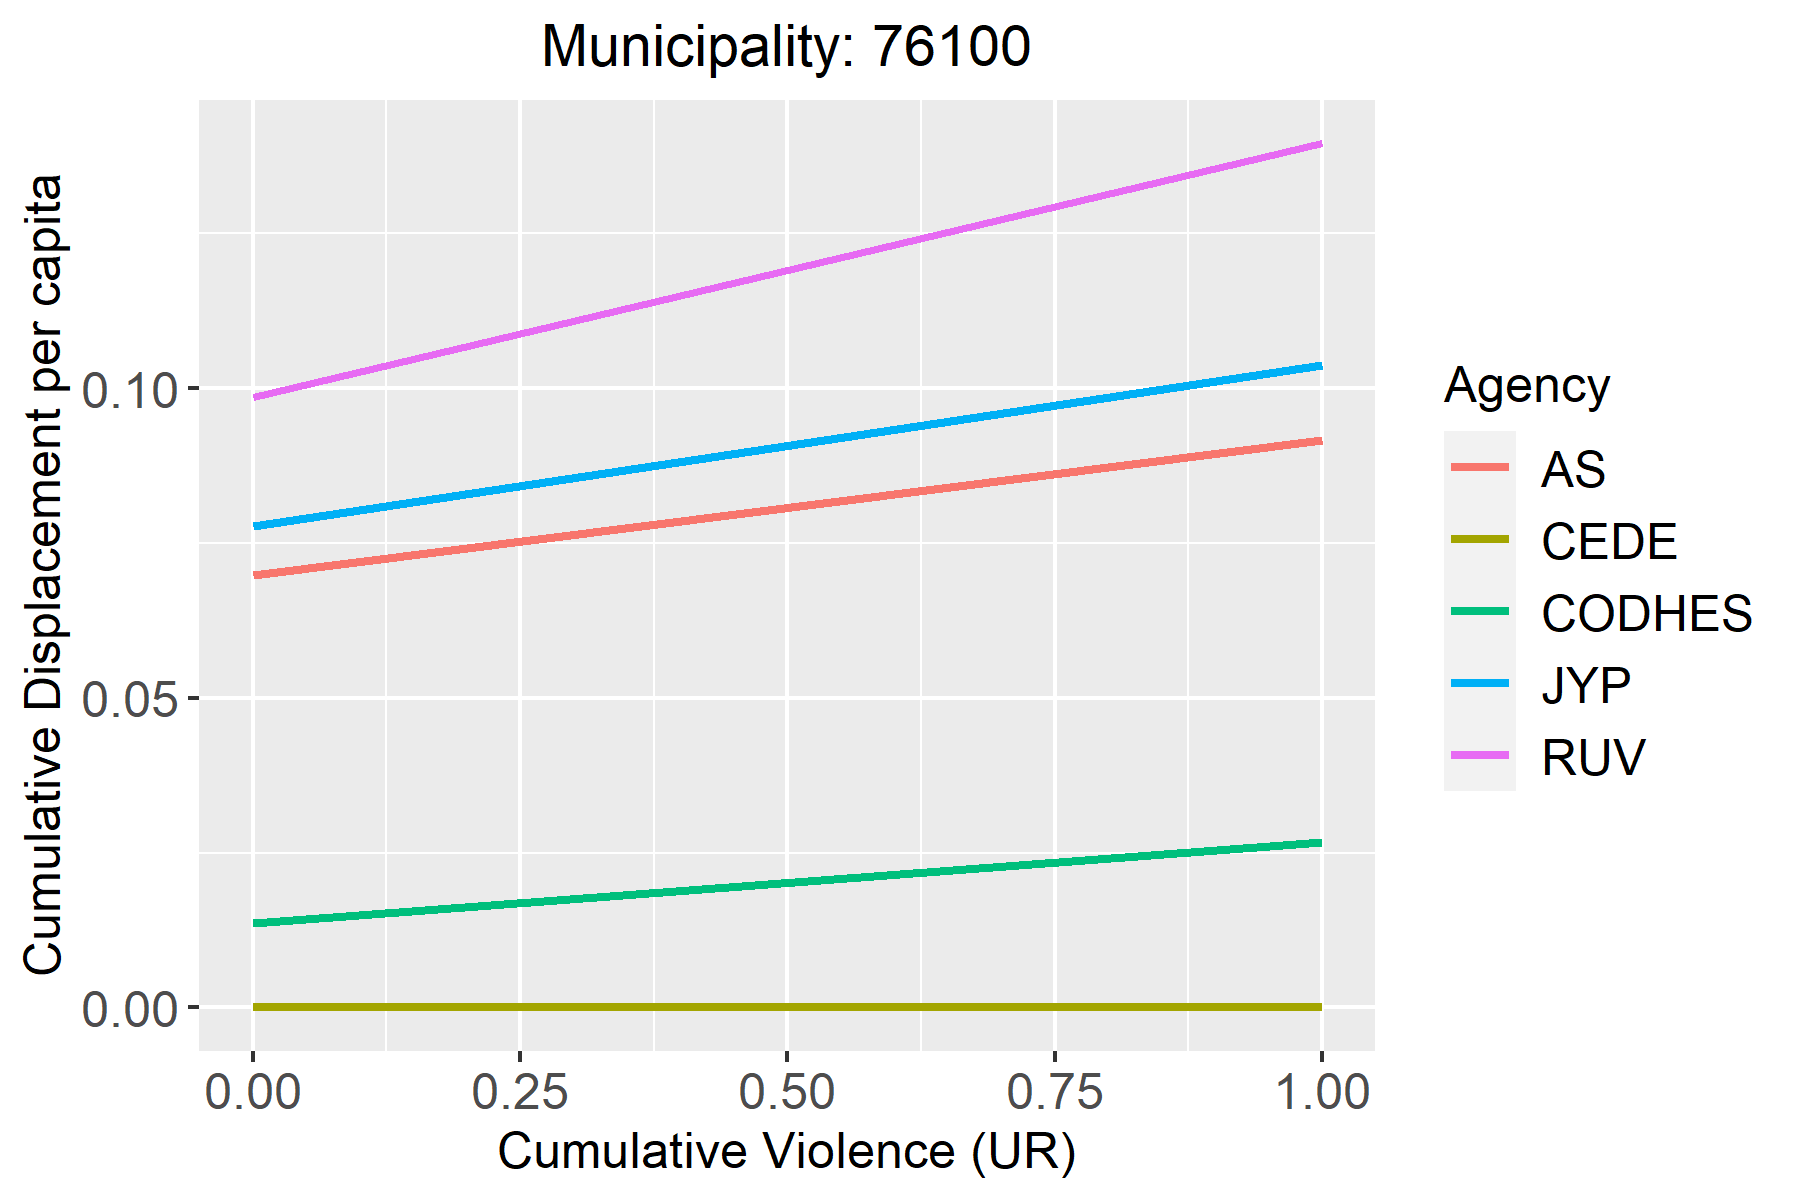 Municipality: 76100
Cumulative Displacement per capita
0.10
0.05
0.00
0.00 0.25 0.50 0.75 1.00
Cumulative Violence (UR)
Agency
AS
CEDE
CODHES
JYP
RUV